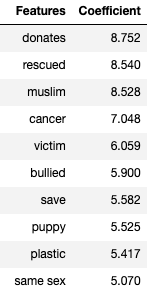 Features Coefficient
donates 8.752
rescued 8.540
muslim 8.528
cancer 7.048
victim 6.059
bullied 5.900
save 5.582
puppy 5.525
plastic 5.417
same sex 5.070